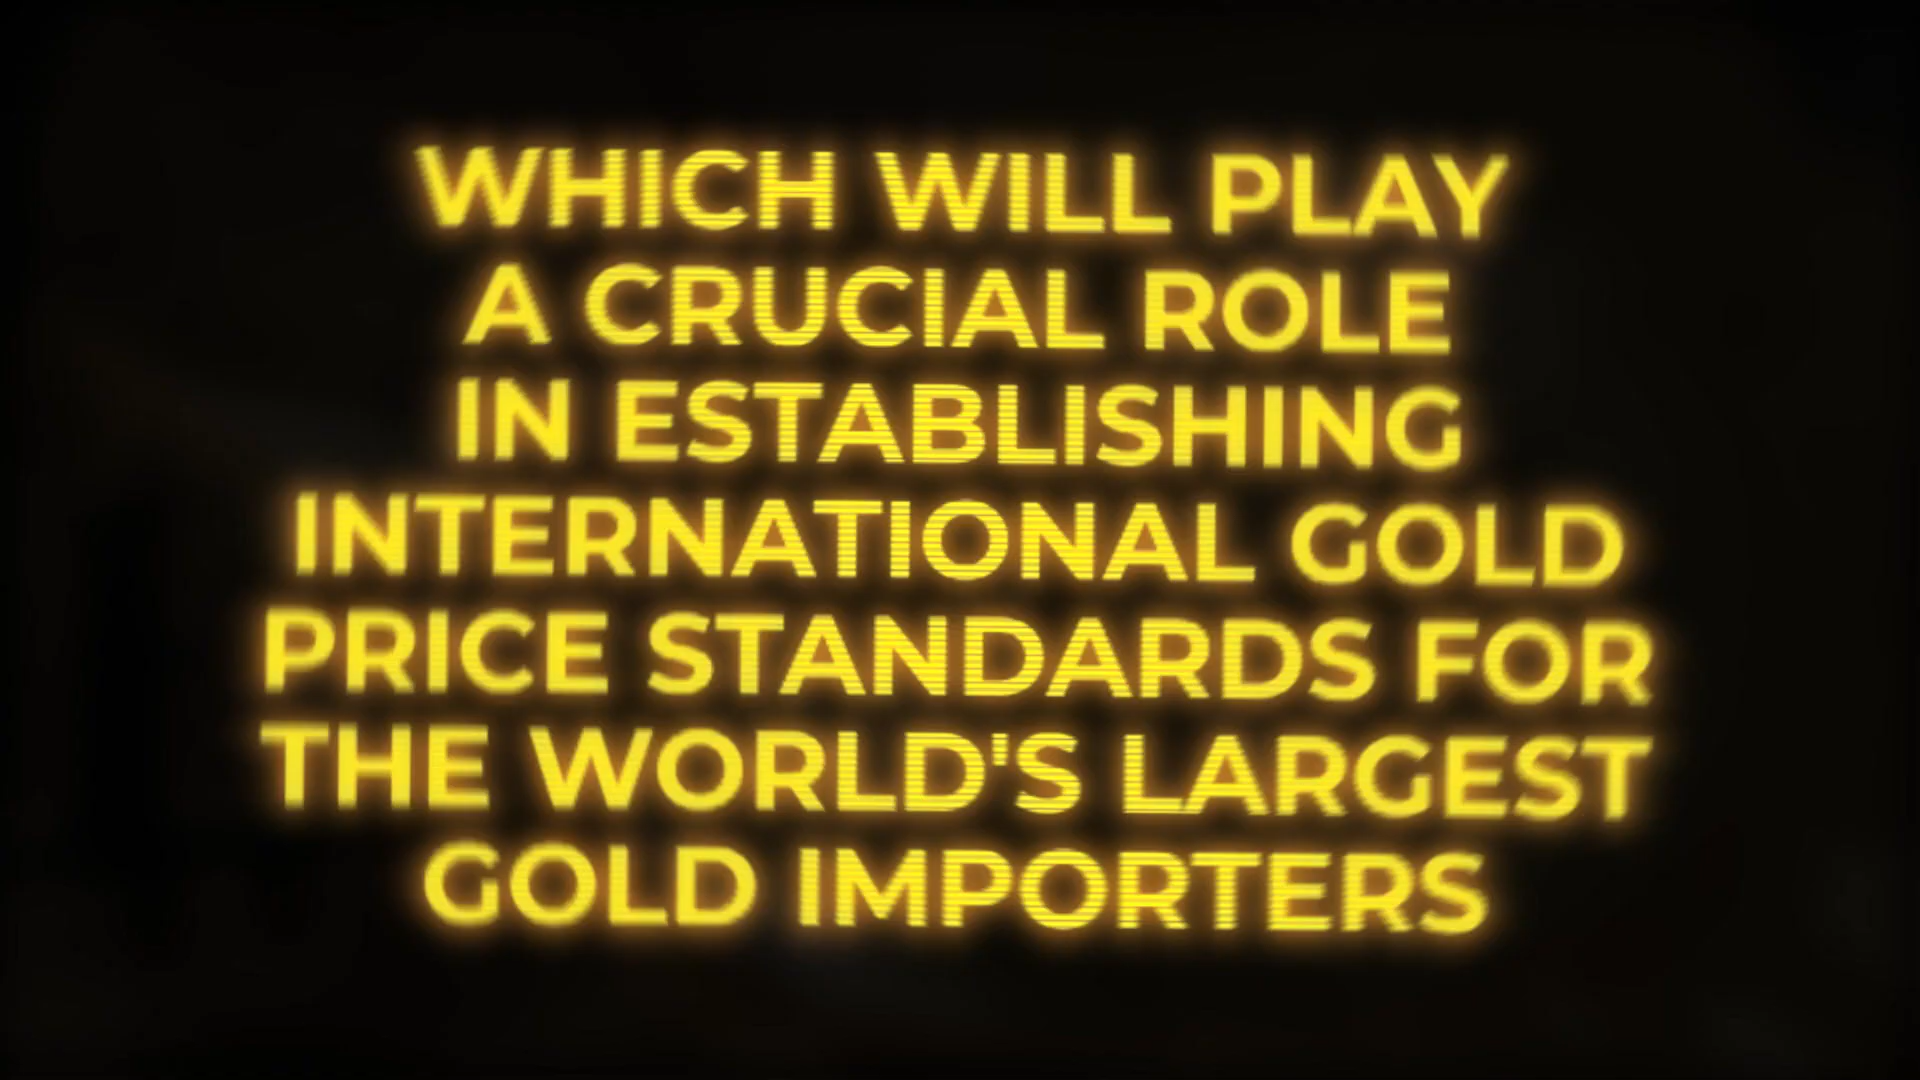 WHICH WILL PLAY
A CRUCIAL ROLE
IN ESTABLISHING
INTERNATIONAL GOLD
PRICE STANDARDS FOR
THE WORLD'S LARGEST
GOLD IMPORTERS